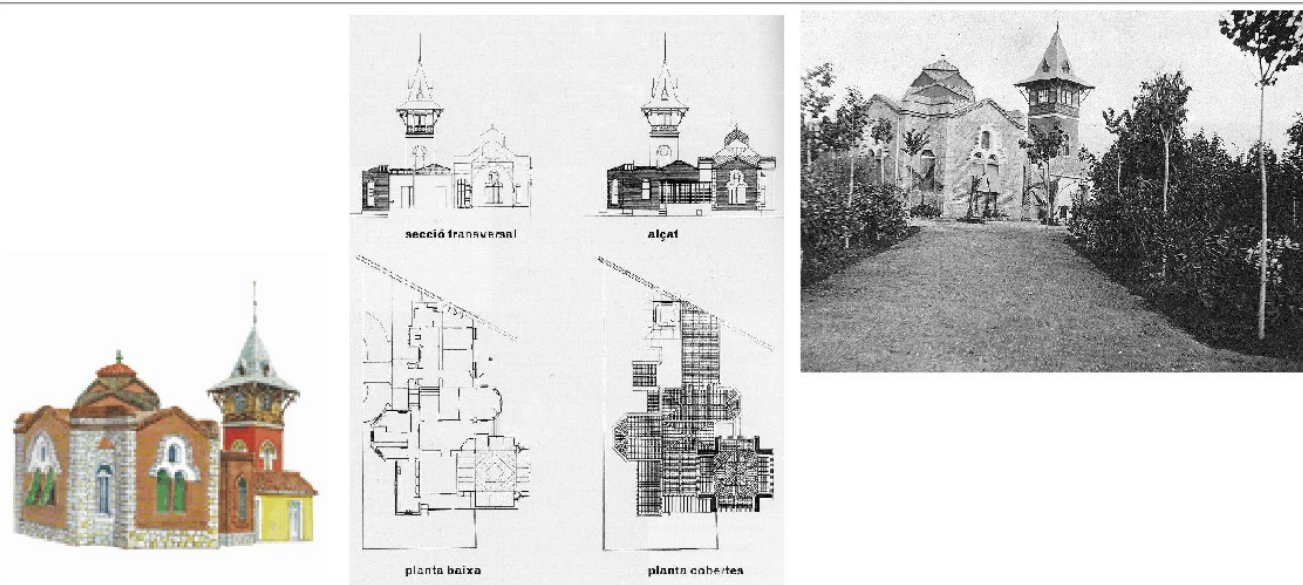 secció transversal
alçat
planta baixa
planta cobertes